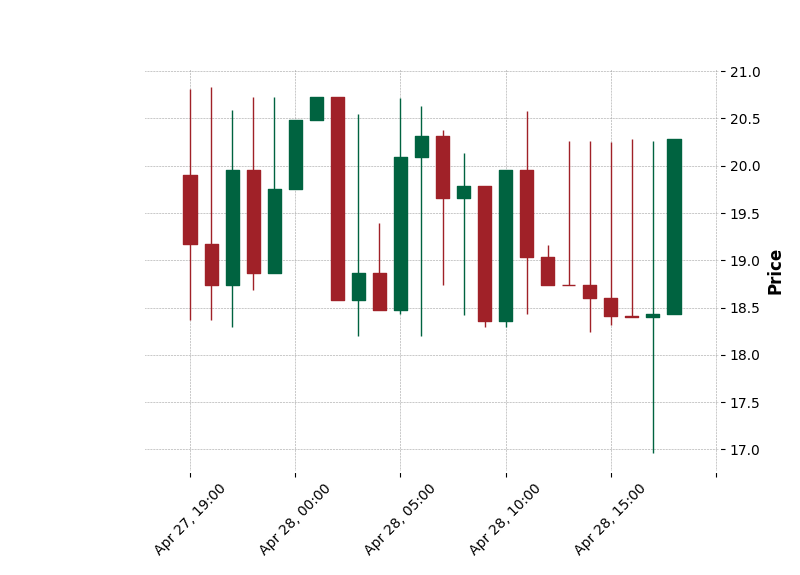 21.0
20.5
20.0
19.5
19.0
18.5
18.0
17.5
17.0
Price
Apr 27, 19:00
Apr 28, 00:00
Apr 28, 05:00
Apr 28, 10:00
Apr 28, 15:00